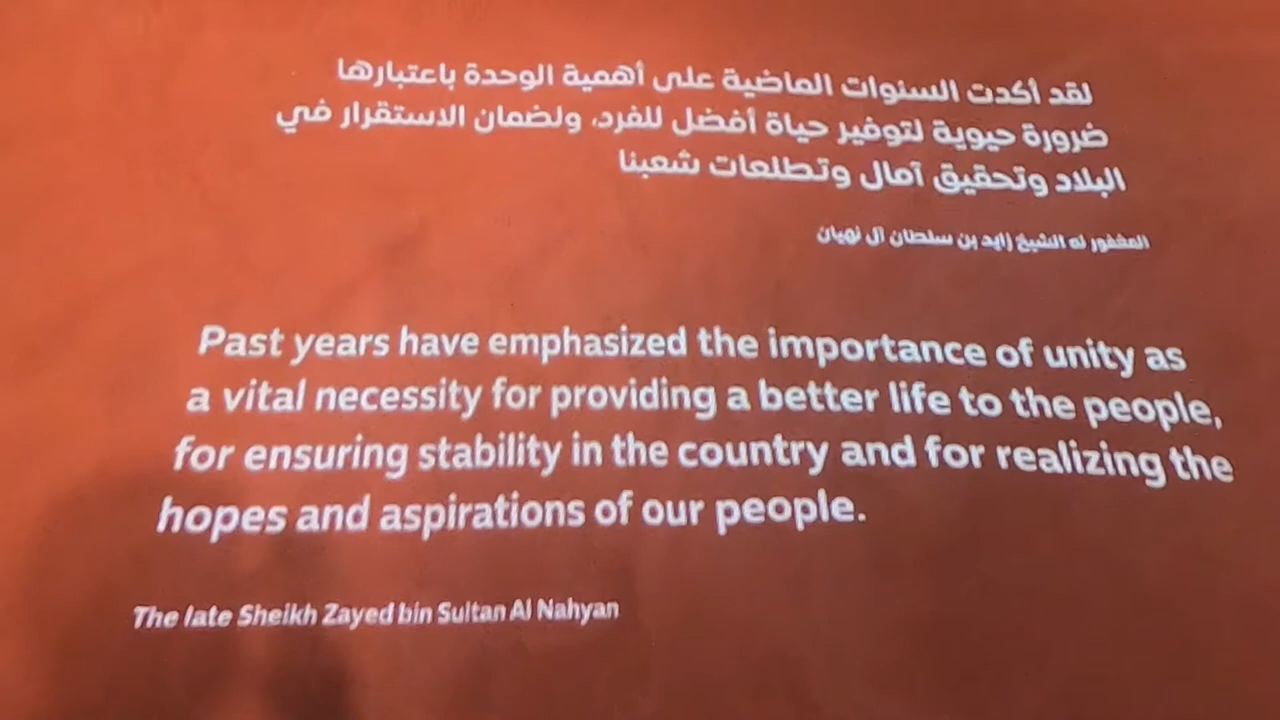 لقد أكدت السنوات الماضية على أهمية الوحدة باعتبارها
ضرورة حيوية لتوفير حياة أفضل للفرد، ولضمان الاستقرار في
البلاد وتحقيق آمال وتطلعات شعبنا
المغفور له الشيخ زايد بن سلطان آل نهيان
Past years have emphasized the importance of unity as
a vital necessity for providing a better life to the people,
for ensuring stability in the country and for realizing the
hopes and aspirations of our people.
The late Sheikh Zayed bin Sultan Al Nahyan